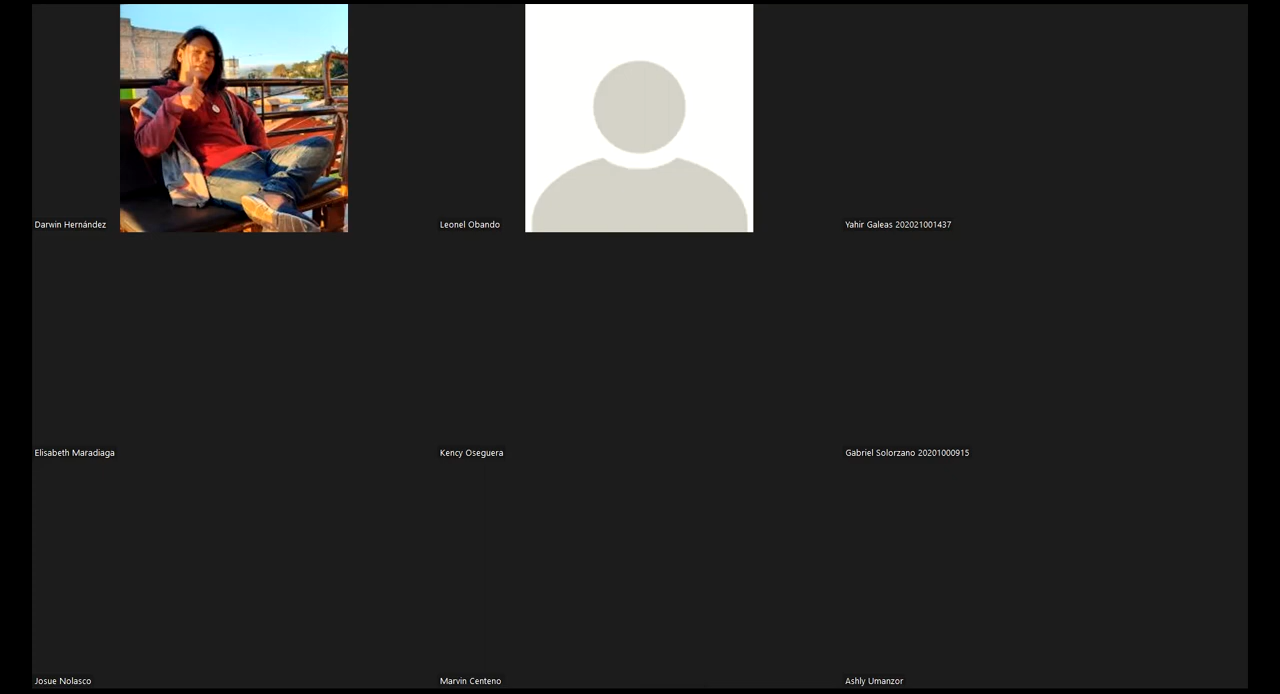 Darwin Hernández
Leonel Obando
Yahir Galeas 202021001437
Elisabeth Maradiaga
Kency Oseguera
Gabriel Solorzano 20201000915
Josue Nolasco
Marvin Centeno
Ashly Umanzor